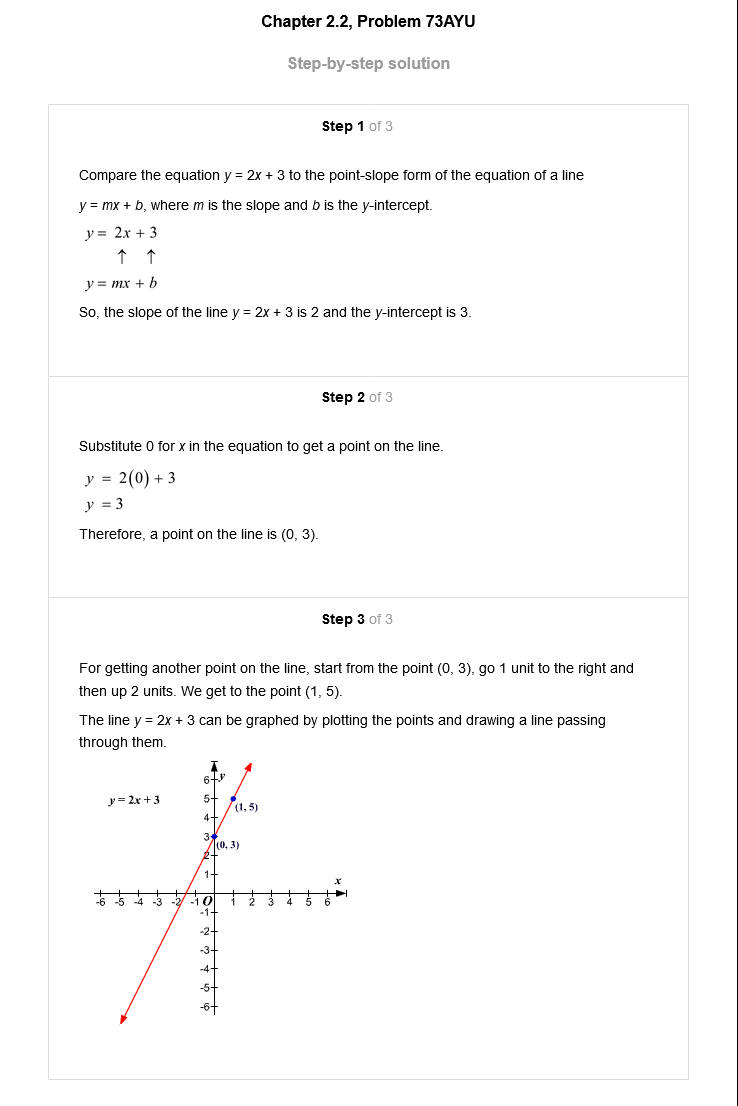 Chapter 2.2, Problem 73AYU
Step-by-step solution
Step 1 of 3
Compare the equation y = 2x + 3 to the point-slope form of the equation of a line
y = mx + b, where m is the slope and b is the y-intercept.
y = 2x + 3
↑ ↑
y = mx + b
So, the slope of the line y = 2x + 3 is 2 and the y-intercept is 3.
Step 2 of 3
Substitute 0 for x in the equation to get a point on the line.
y = 2(0) + 3
y = 3
Therefore, a point on the line is (0, 3).
Step 3 of 3
For getting another point on the line, start from the point (0, 3), go 1 unit to the right and
then up 2 units. We get to the point (1, 5).
The line y = 2x + 3 can be graphed by plotting the points and drawing a line passing
through them.
6 y
y = 2x + 3 5
(1, 5)
4
3
(0, 3)
2
1
x
-6 -5 -4 -3 -2 -1 O 1 2 3 4 5 6
-1
-2
-3
-4
-5
-6